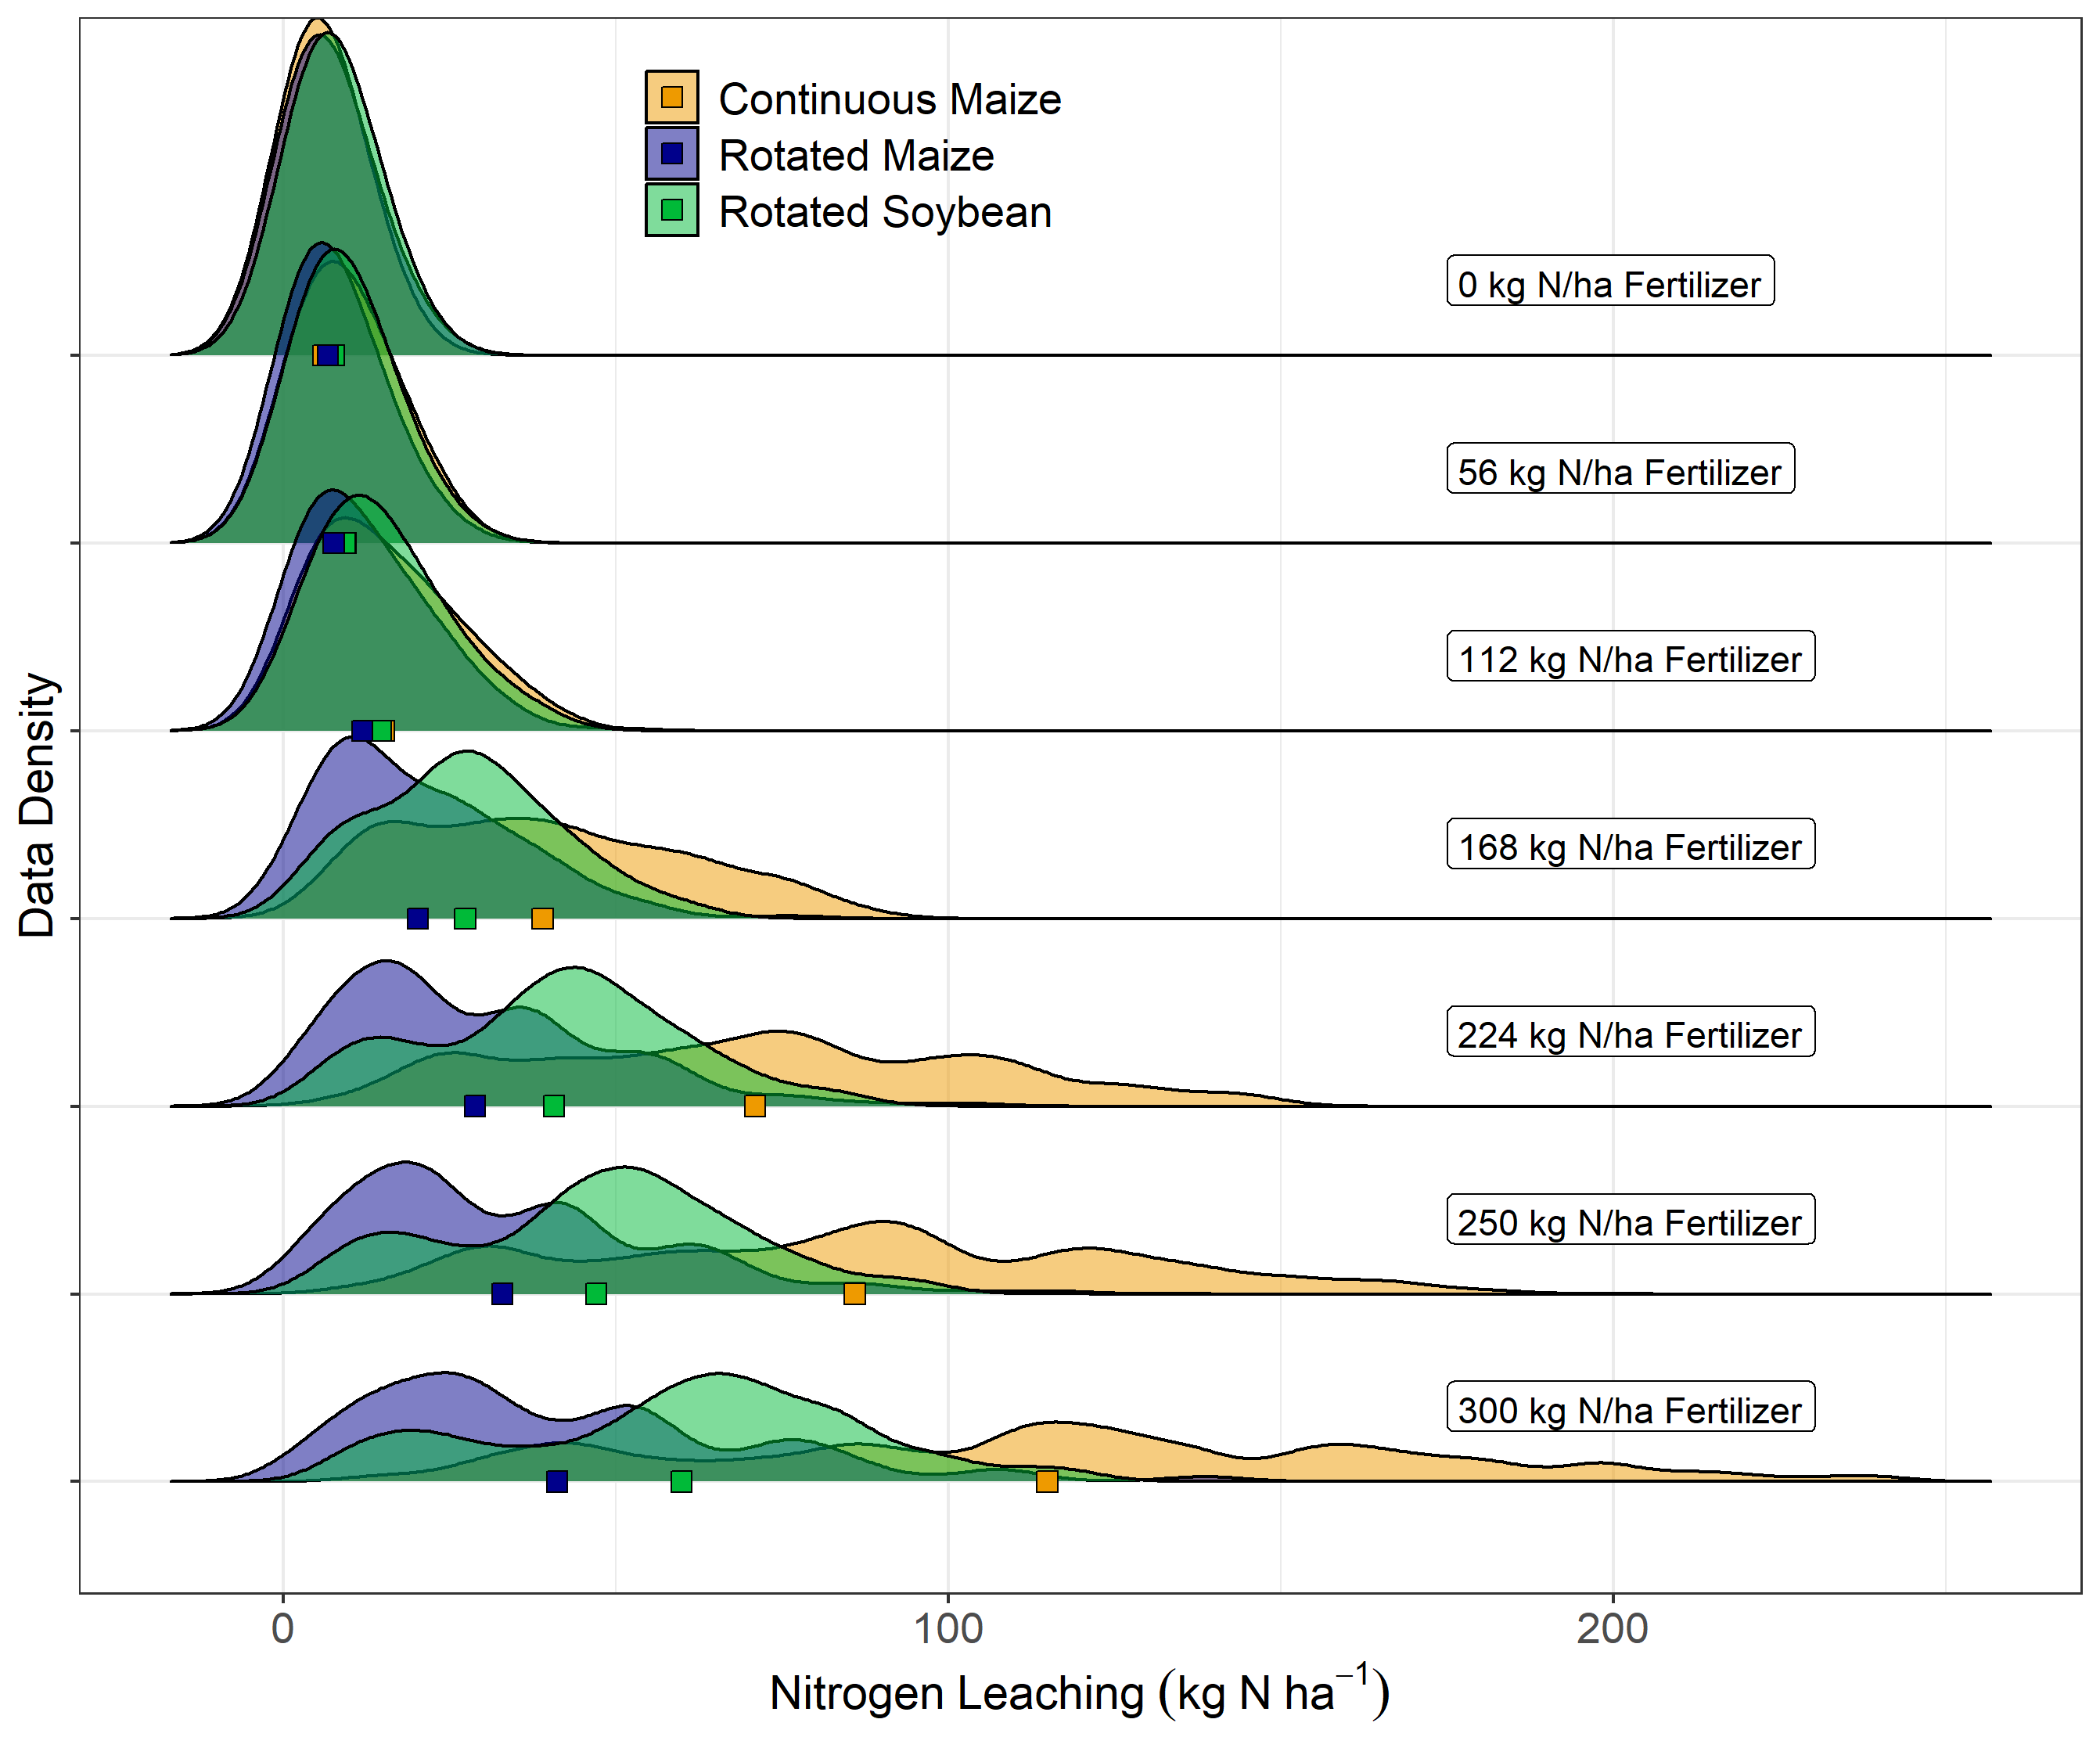 Continuous Maize
Rotated Maize
Rotated Soybean
0 kg N/ha Fertilizer
56 kg N/ha Fertilizer
112 kg N/ha Fertilizer
168 kg N/ha Fertilizer
224 kg N/ha Fertilizer
250 kg N/ha Fertilizer
300 kg N/ha Fertilizer
Data Density
0 100 200
Nitrogen Leaching (kg N ha⁻¹)